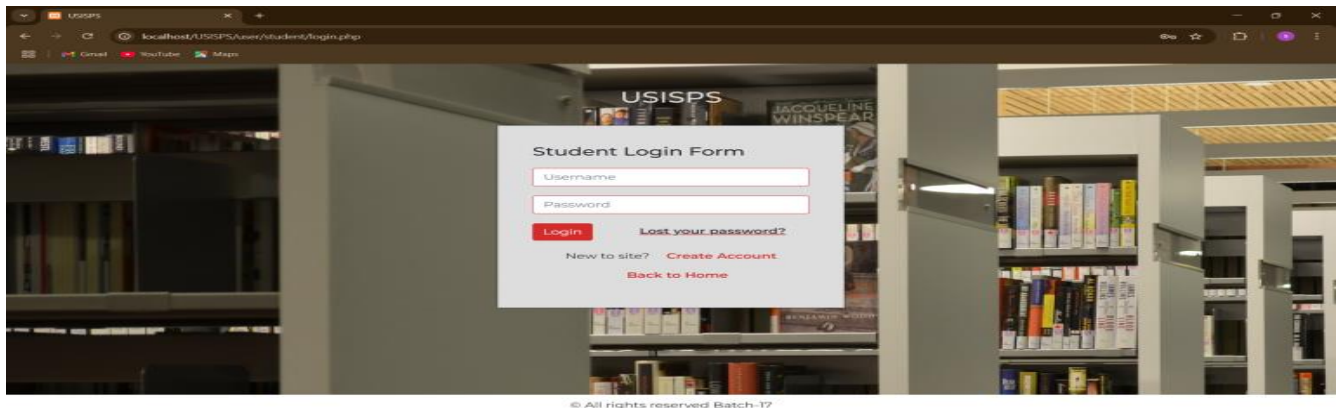 USISPS
localhost/USISPS/user/student/login.php
Gmail YouTube Maps
USISPS
JACQUELINE
WINSPEAR
Student Login Form
Username
Password
Login Lost your password?
New to site? Create Account
Back to Home
© All rights reserved Batch-17